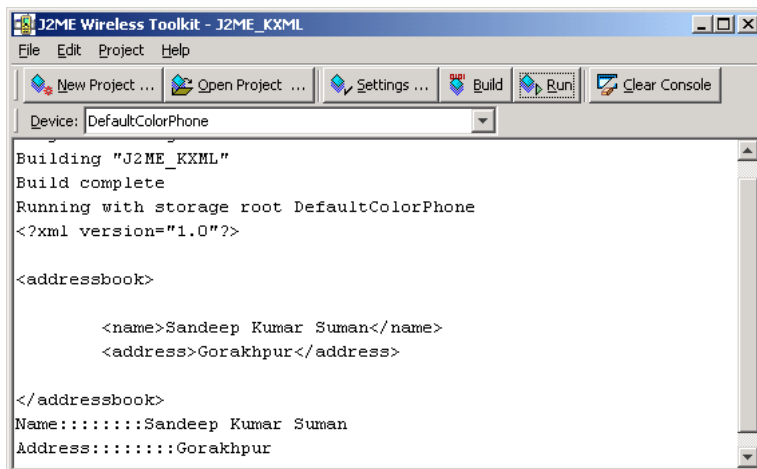 J2ME Wireless Toolkit - J2ME_KXML
File Edit Project Help
New Project ... Open Project ... Settings ... Build Run Clear Console
Device: DefaultColorPhone
Building "J2ME_KXML"
Build complete
Running with storage root DefaultColorPhone
<?xml version="1.0"?>
<addressbook>
<name>Sandeep Kumar Suman</name>
<address>Gorakhpur</address>
</addressbook>
Name::::::::Sandeep Kumar Suman
Address::::::::Gorakhpur